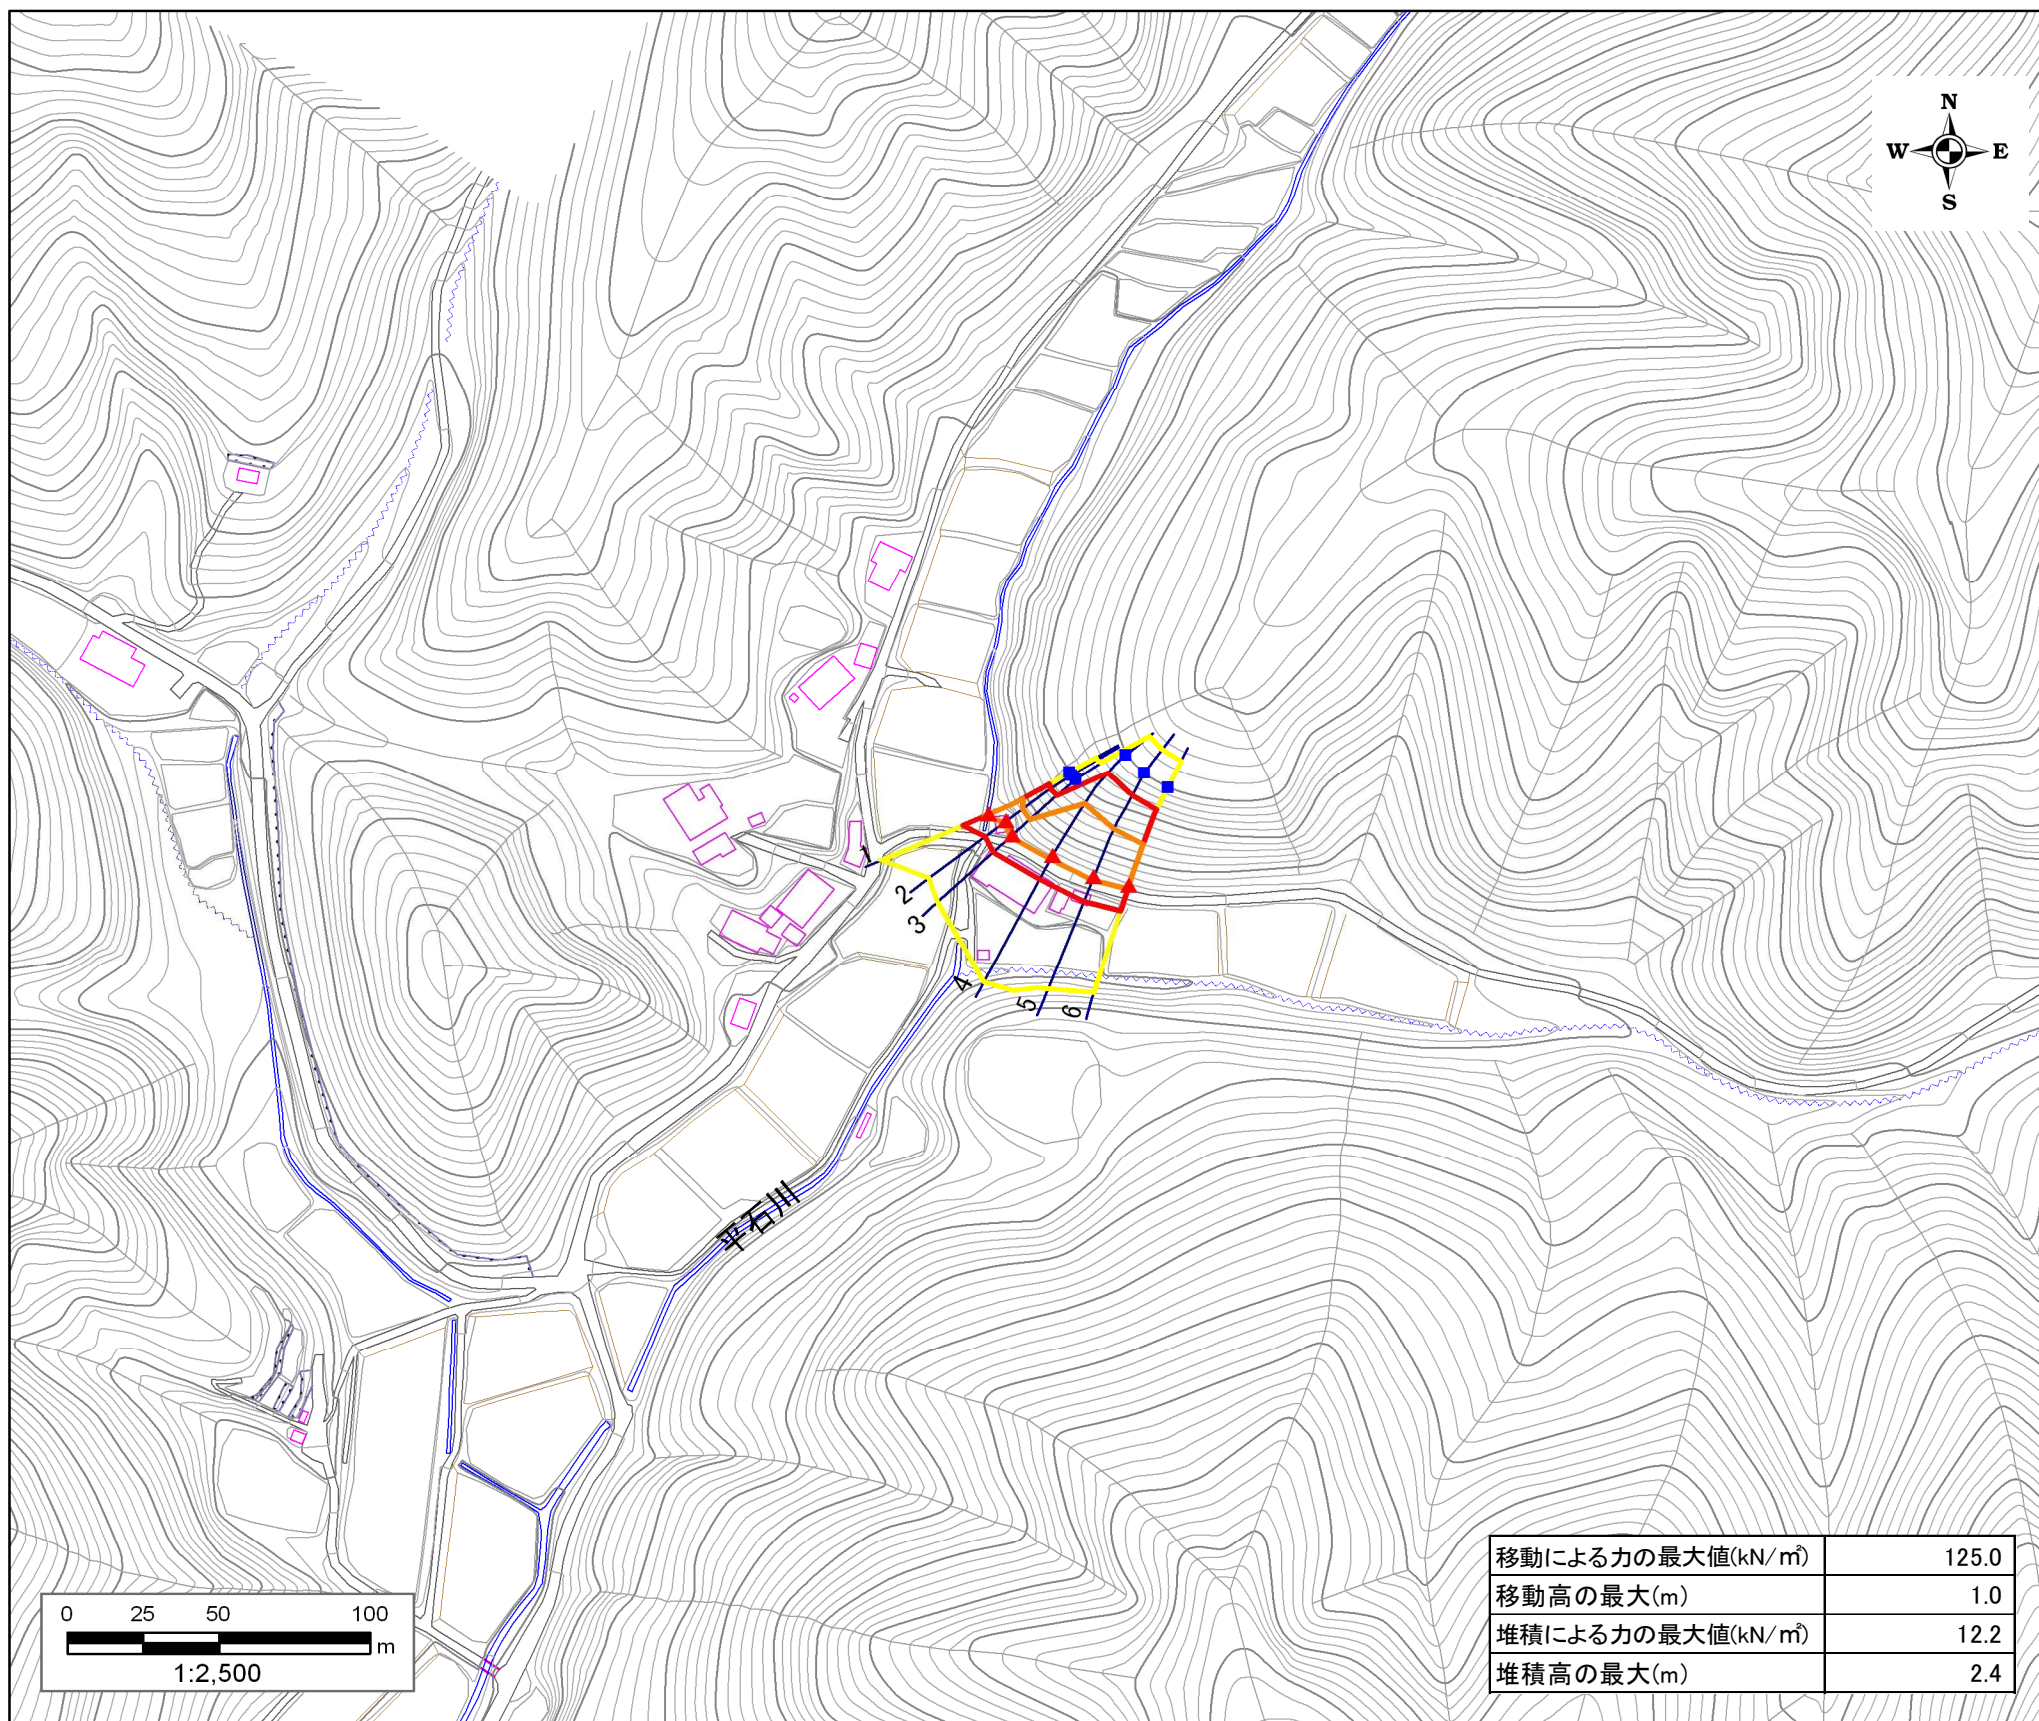 N
W E
S
1
2
3
4
5
6
平石川
移動による力の最大値(kN/㎡) 125.0
移動高の最大(m) 1.0
堆積による力の最大値(kN/㎡) 12.2
堆積高の最大(m) 2.4
0 25 50 100
m
1:2,500